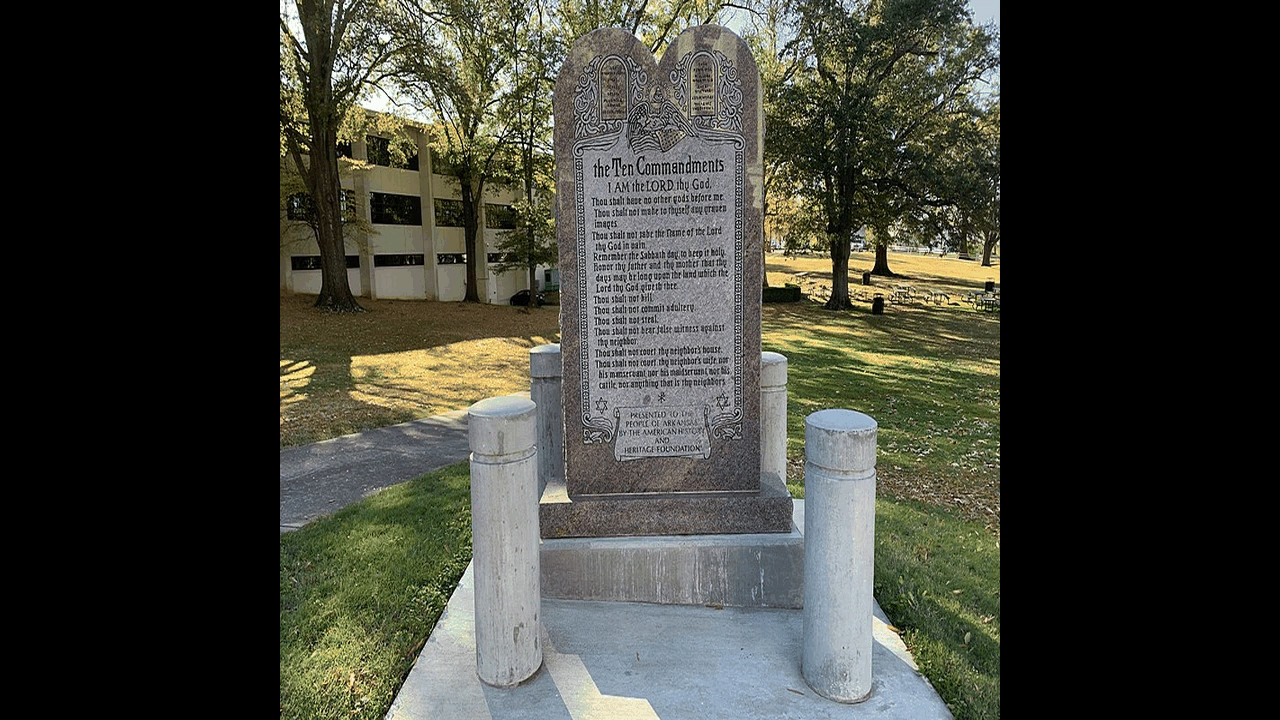 the Ten Commandments
I AM the LORD thy God.
Thou shalt have no other gods before me.
Thou shalt not make to thyself any graven
images.
Thou shalt not take the Name of the Lord
thy God in vain.
Remember the Sabbath day, to keep it holy.
Honor thy father and thy mother that thy
days may be long upon the land which the
Lord thy God giveth thee.
Thou shalt not kill.
Thou shalt not commit adultery.
Thou shalt not steal.
Thou shalt not bear false witness against
thy neighbor.
Thou shalt not covet thy neighbor's house.
Thou shalt not covet thy neighbor's wife, nor
his manservant, nor his maidservant, nor his
cattle, nor anything that is thy neighbor's.
PRESENTED TO THE
PEOPLE OF ARKANSAS
BY THE AMERICAN HISTORY
AND
HERITAGE FOUNDATION